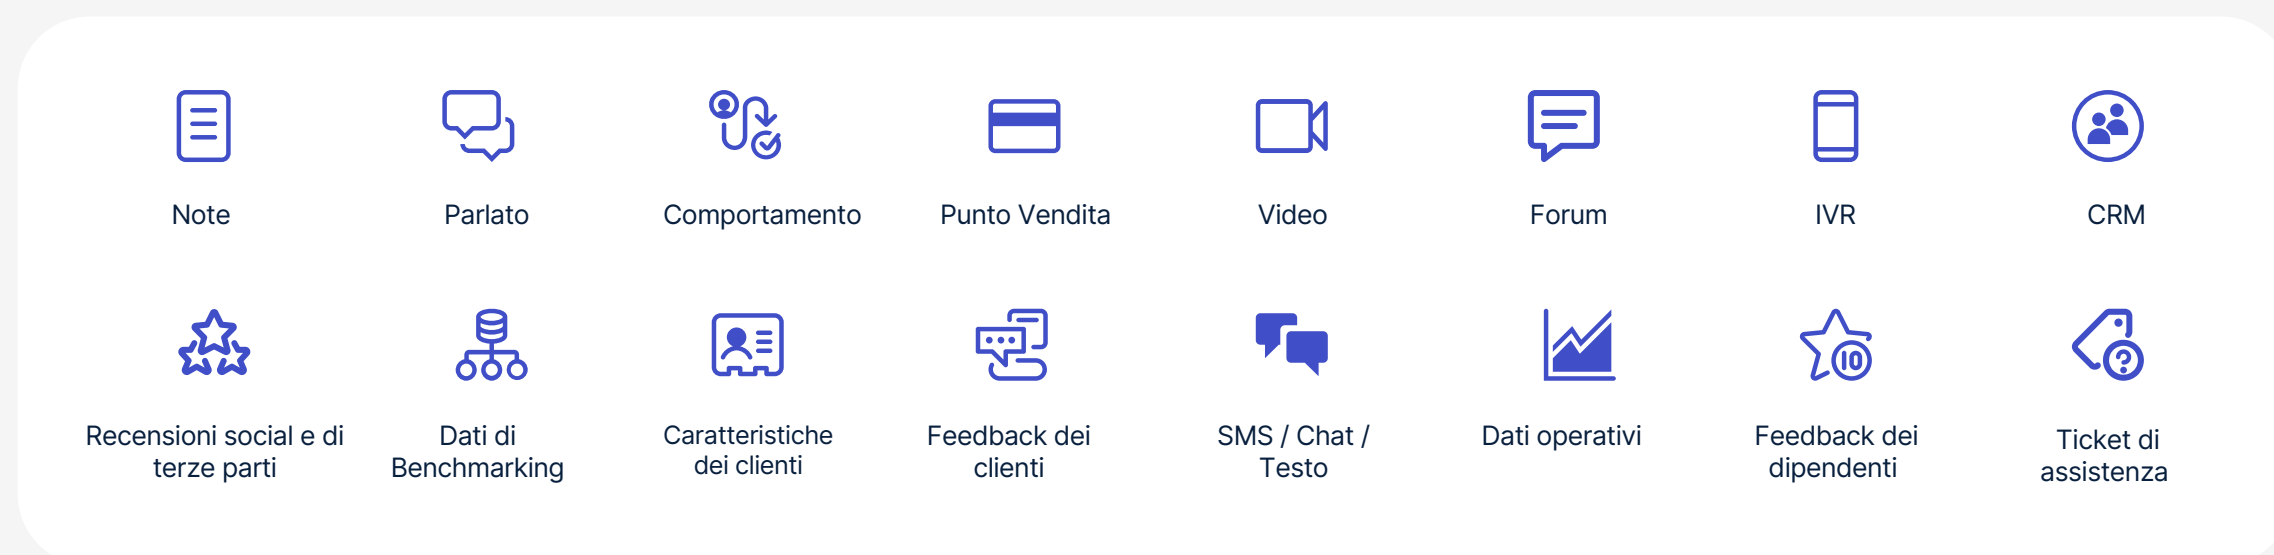 Note
Parlato
Comportamento
Punto Vendita
Video
Forum
IVR
CRM
Recensioni social e di
terze parti
Dati di
Benchmarking
Caratteristiche
dei clienti
Feedback dei
clienti
SMS / Chat /
Testo
Dati operativi
10
Feedback dei
dipendenti
?
Ticket di
assistenza